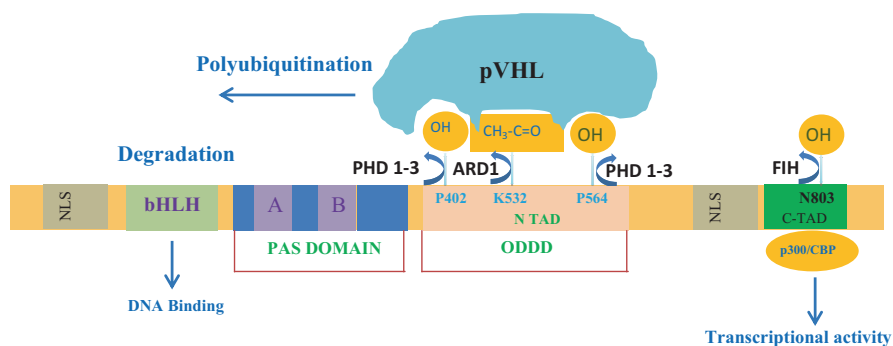 pVHL
Polyubiquitination
OH
CH₃-C=O
OH
OH
Degradation
PHD 1-3
ARD1
PHD 1-3
FIH
NLS
bHLH
A
B
P402
K532
P564
N TAD
NLS
N803
C-TAD
PAS DOMAIN
ODDD
p300/CBP
DNA Binding
Transcriptional activity